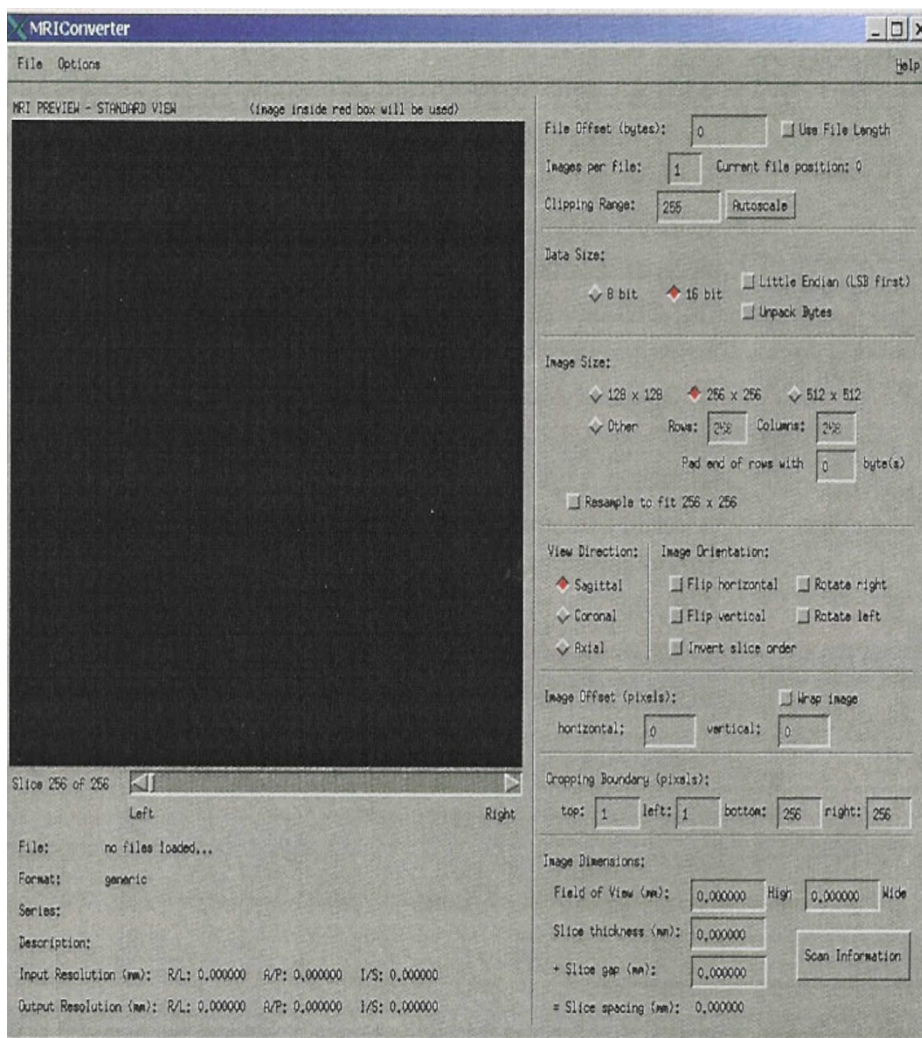 MRIConverter
File Options Help
MRI PREVIEW - STANDARD VIEW (image inside red box will be used)
Slice 256 of 256
Left Right
File: no files loaded...
Format: generic
Series:
Description:
Input Resolution (mm): R/L: 0.000000 A/P: 0.000000 I/S: 0.000000
Output Resolution (mm): R/L: 0.000000 A/P: 0.000000 I/S: 0.000000
File Offset (bytes): 0 Use File Length
Images per file: 1 Current file position: 0
Clipping Range: 255 Autoscale
Data Size:
8 bit 16 bit Little Endian (LSB first)
Unpack Bytes
Image Size:
128 x 128 256 x 256 512 x 512
Other Rows: Columns:
Pad end of rows with 0 byte(s)
Resample to fit 256 x 256
View Direction: Image Orientation:
Sagittal Flip horizontal Rotate right
Coronal Flip vertical Rotate left
Axial Invert slice order
Image Offset (pixels): Wrap image
horizontal: 0 vertical: 0
Cropping Boundary (pixels):
top: 1 left: 1 bottom: 256 right: 256
Image Dimensions:
Field of View (mm): 0.000000 High 0.000000 Wide
Slice thickness (mm): 0.000000
+ Slice gap (mm): 0.000000 Scan Information
= Slice spacing (mm): 0.000000